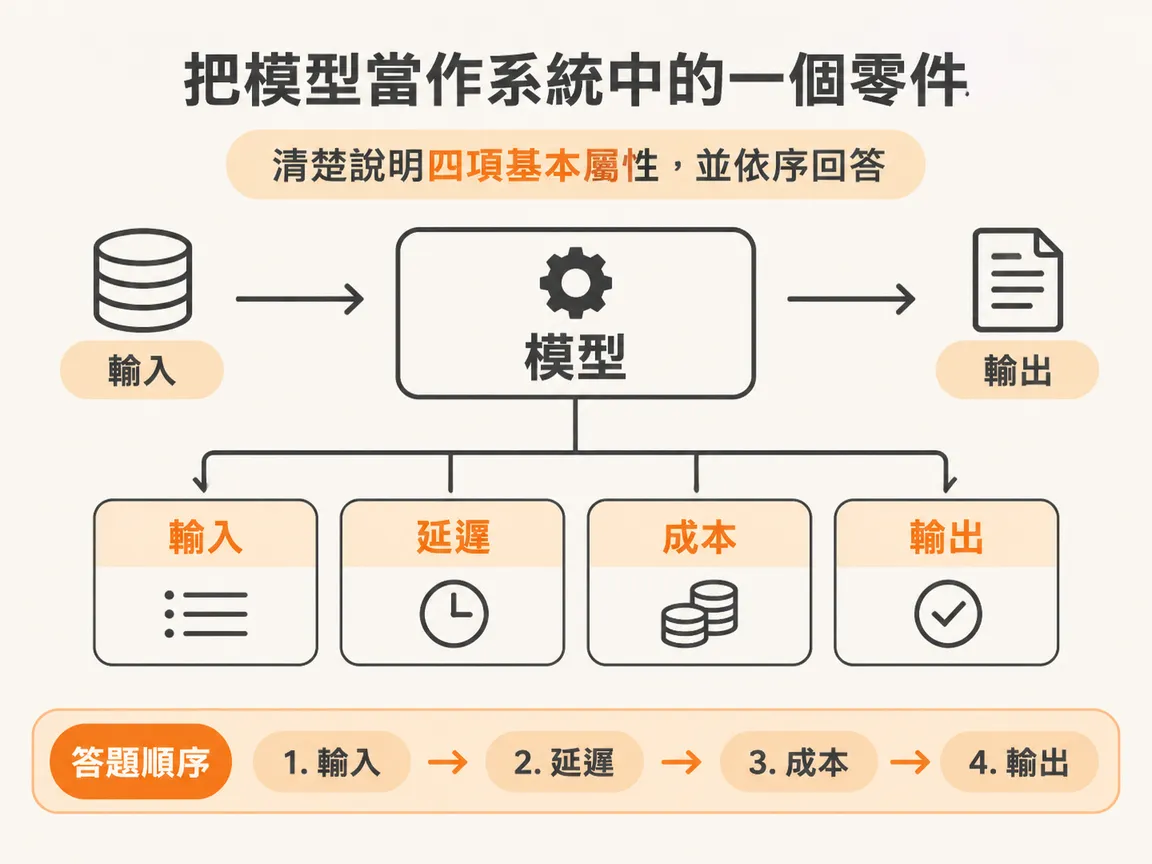 把模型當作系統中的一個零件
清楚說明四項基本屬性，並依序回答
輸入
模型
輸出
輸入
延遲
成本
輸出
答題順序
1. 輸入
2. 延遲
3. 成本
4. 輸出